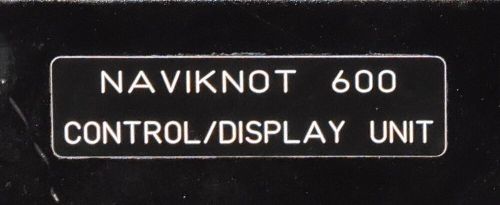 NAVIKNOT 600
CONTROL/DISPLAY UNIT